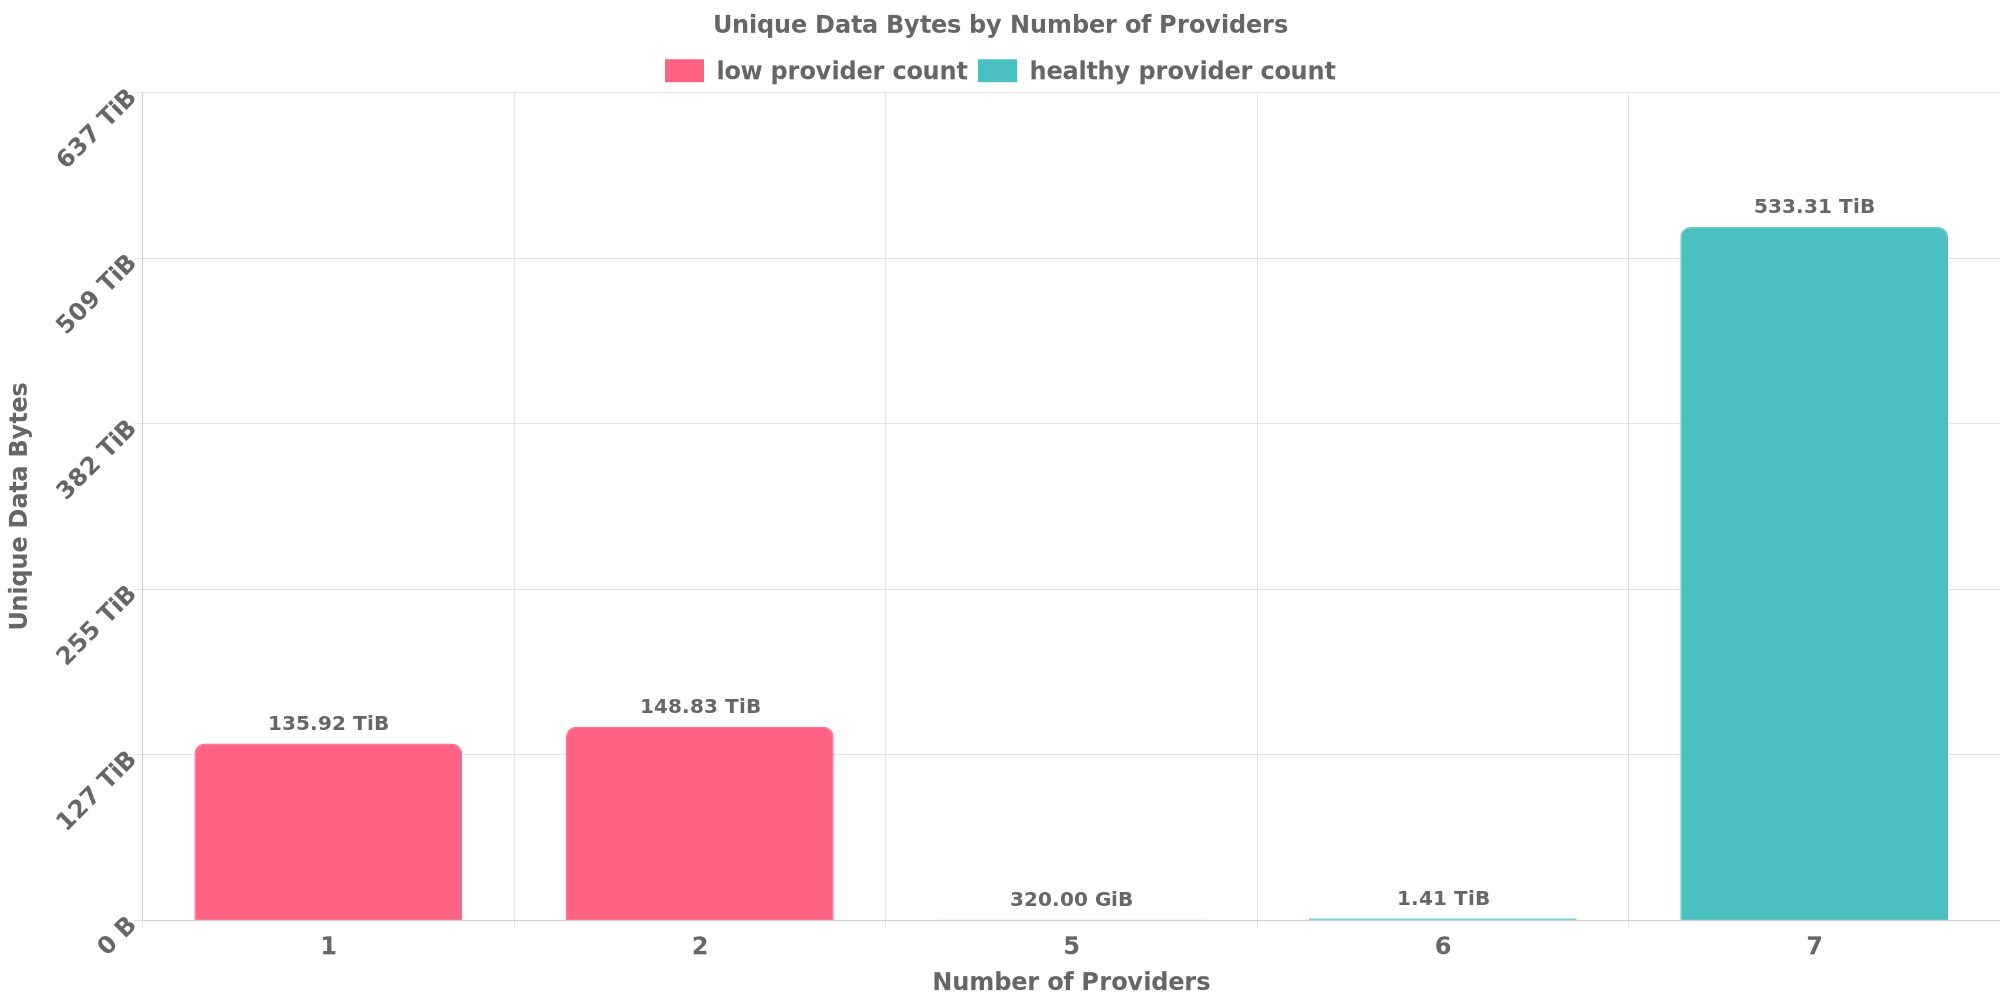 Unique Data Bytes by Number of Providers
low provider count healthy provider count
637 TiB
509 TiB
382 TiB
255 TiB
127 TiB
0 B
Unique Data Bytes
135.92 TiB
148.83 TiB
320.00 GiB
1.41 TiB
533.31 TiB
1 2 5 6 7
Number of Providers